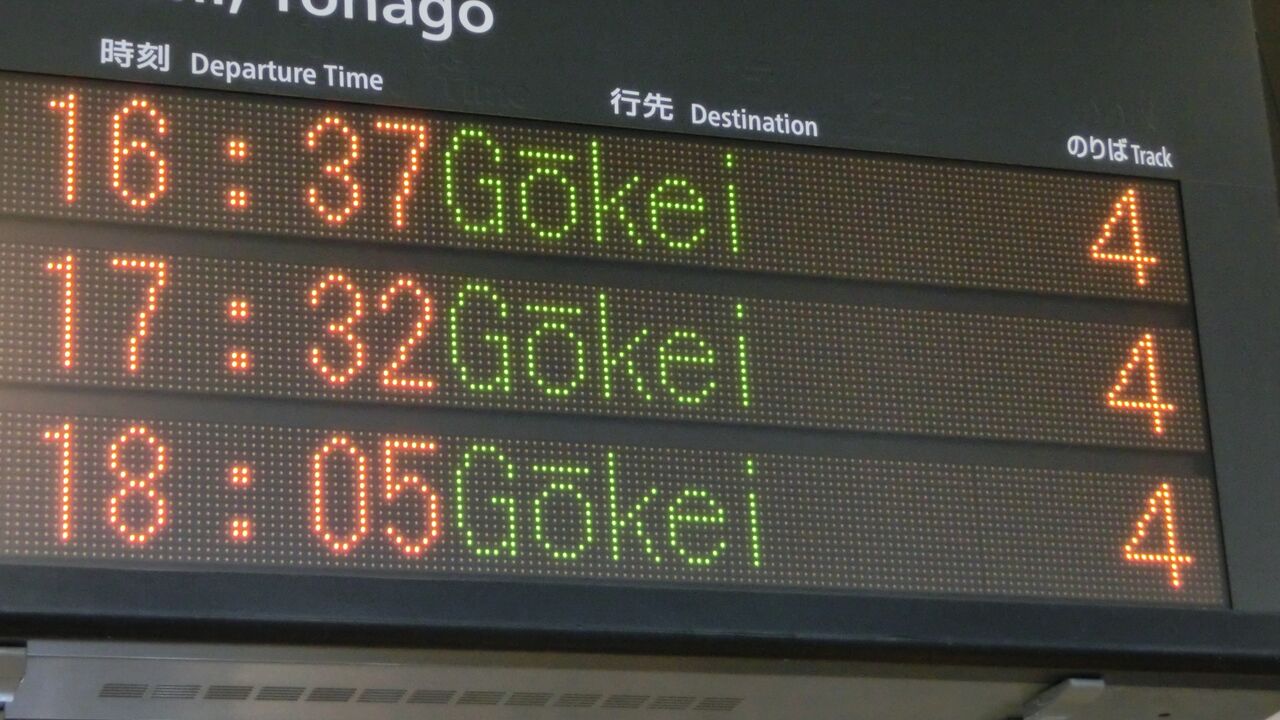 Yonago
時刻 Departure Time 行先 Destination のりば Track
16:37 Gōkei 4
17:32 Gōkei 4
18:05 Gōkei 4